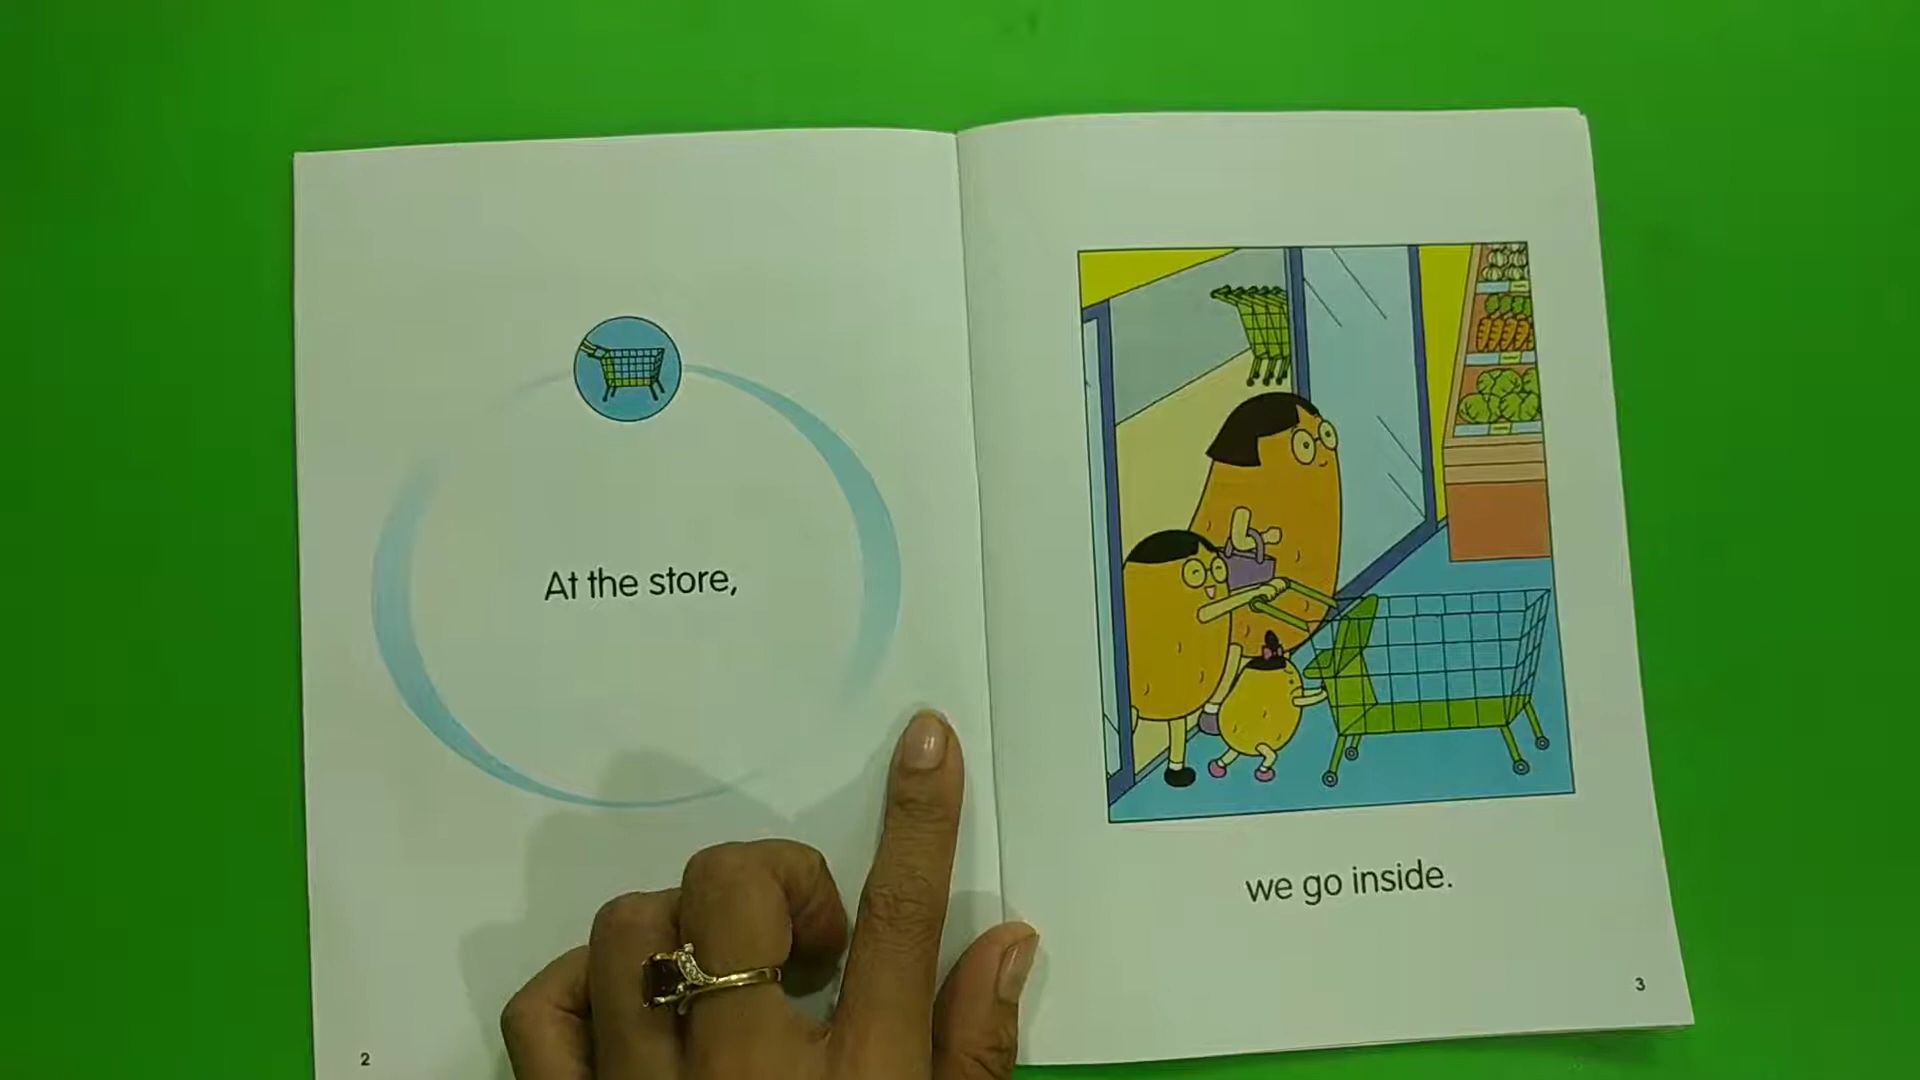 At the store,
we go inside.
2
3